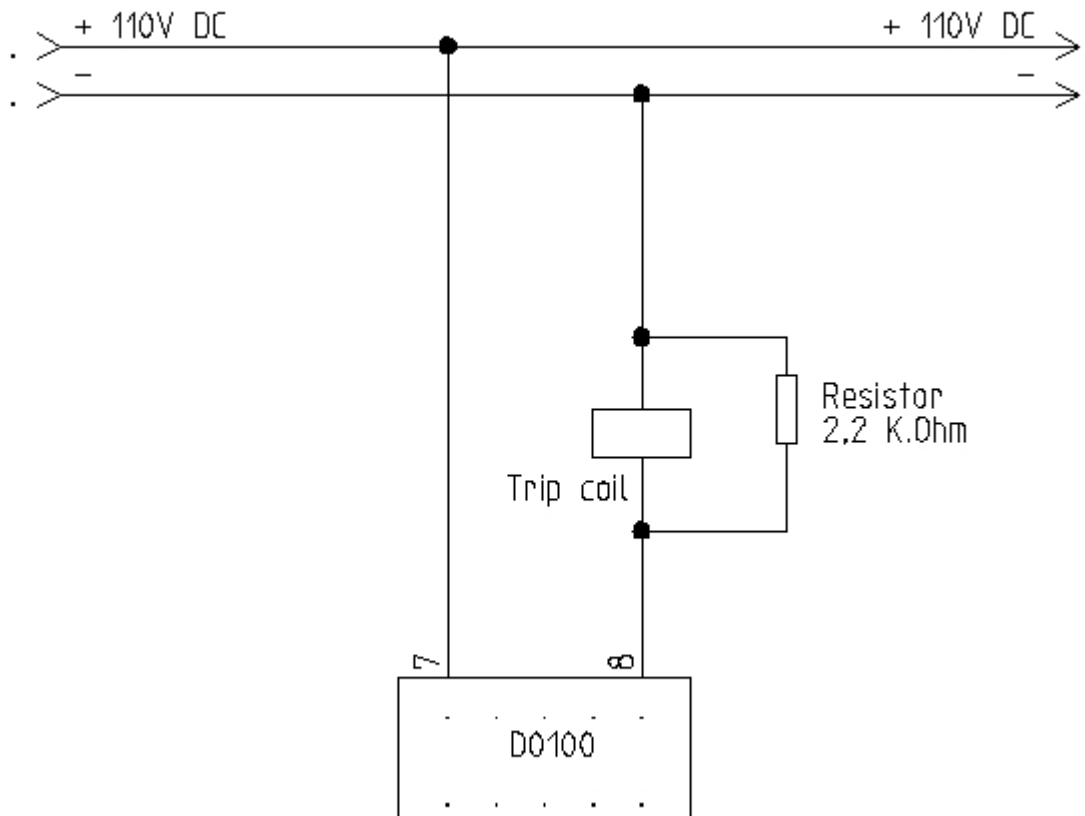 + 110V DC
+ 110V DC
-
-
Resistor
2,2 K.Ohm
Trip coil
7
8
DO100